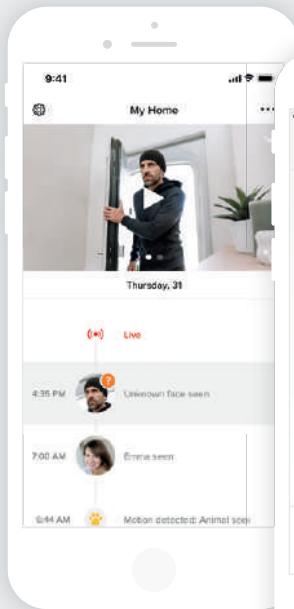 9:41
My Home
Thursday, 31
Live
4:35 PM
?
Unknown face seen
7:00 AM
Emma seen
6:44 AM
Motion detected: Animal seen